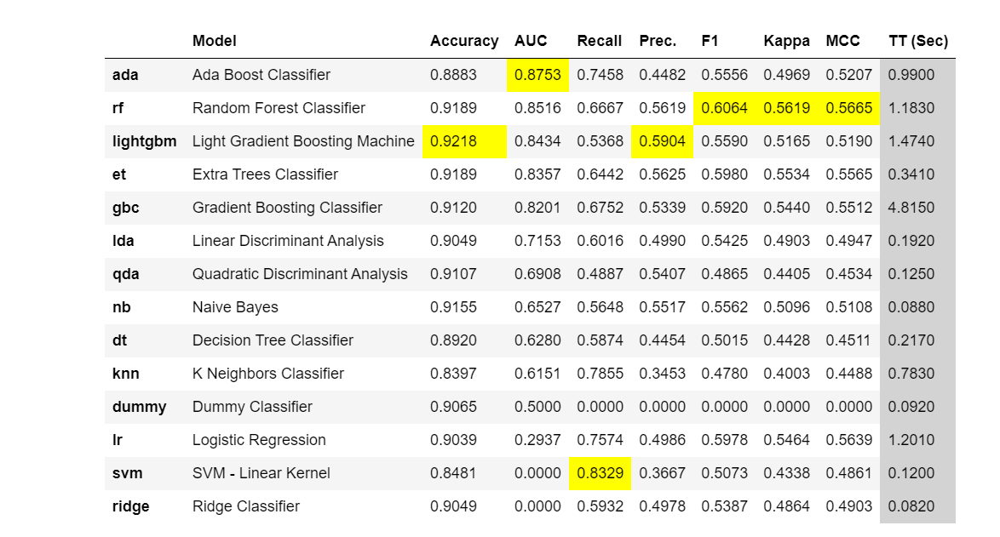 Model Accuracy AUC Recall Prec. F1 Kappa MCC TT (Sec)
ada Ada Boost Classifier 0.8883 0.8753 0.7458 0.4482 0.5556 0.4969 0.5207 0.9900
rf Random Forest Classifier 0.9189 0.8516 0.6667 0.5619 0.6064 0.5619 0.5665 1.1830
lightgbm Light Gradient Boosting Machine 0.9218 0.8434 0.5368 0.5904 0.5590 0.5165 0.5190 1.4740
et Extra Trees Classifier 0.9189 0.8357 0.6442 0.5625 0.5980 0.5534 0.5565 0.3410
gbc Gradient Boosting Classifier 0.9120 0.8201 0.6752 0.5339 0.5920 0.5440 0.5512 4.8150
lda Linear Discriminant Analysis 0.9049 0.7153 0.6016 0.4990 0.5425 0.4903 0.4947 0.1920
qda Quadratic Discriminant Analysis 0.9107 0.6908 0.4887 0.5407 0.4865 0.4405 0.4534 0.1250
nb Naive Bayes 0.9155 0.6527 0.5648 0.5517 0.5562 0.5096 0.5108 0.0880
dt Decision Tree Classifier 0.8920 0.6280 0.5874 0.4454 0.5015 0.4428 0.4511 0.2170
knn K Neighbors Classifier 0.8397 0.6151 0.7855 0.3453 0.4780 0.4003 0.4488 0.7830
dummy Dummy Classifier 0.9065 0.5000 0.0000 0.0000 0.0000 0.0000 0.0000 0.0920
lr Logistic Regression 0.9039 0.2937 0.7574 0.4986 0.5978 0.5464 0.5639 1.2010
svm SVM - Linear Kernel 0.8481 0.0000 0.8329 0.3667 0.5073 0.4338 0.4861 0.1200
ridge Ridge Classifier 0.9049 0.0000 0.5932 0.4978 0.5387 0.4864 0.4903 0.0820